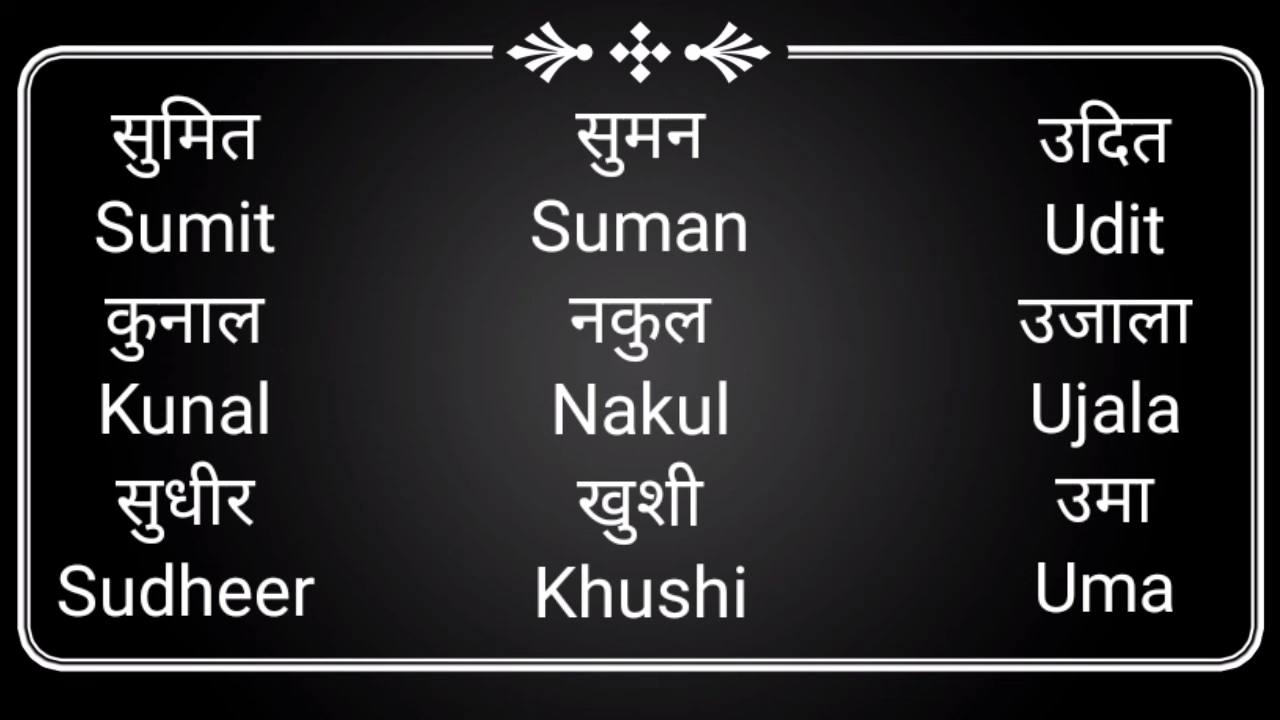 सुमित सुमन उदित
Sumit Suman Udit
कुनाल नकुल उजाला
Kunal Nakul Ujala
सुधीर खुशी उमा
Sudheer Khushi Uma